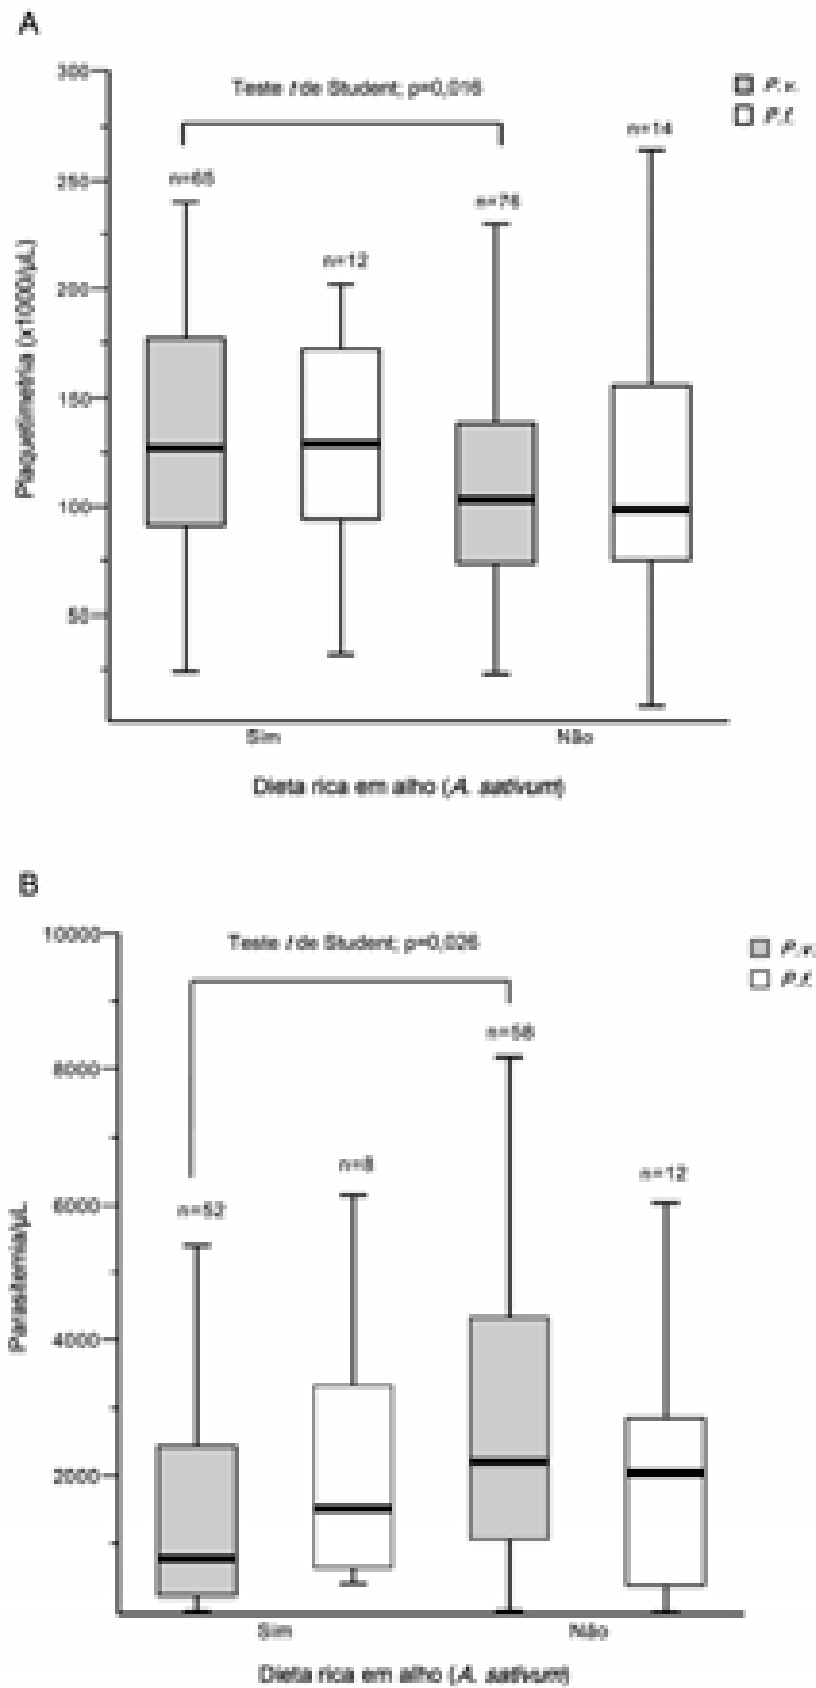 A
300
Teste t de Student; p=0,016
P.v.
P.f.
n=14
n=65
250
n=76
n=12
200
Plaquetimetria (x1000/µL)
150
100
50
Sim
Não
Dieta rica em alho (A. sativum)
B
10000
Teste t de Student; p=0,026
P.v.
P.f.
n=58
8000
n=8
n=12
6000
n=52
Parasitemia/µL
4000
2000
Sim
Não
Dieta rica em alho (A. sativum)